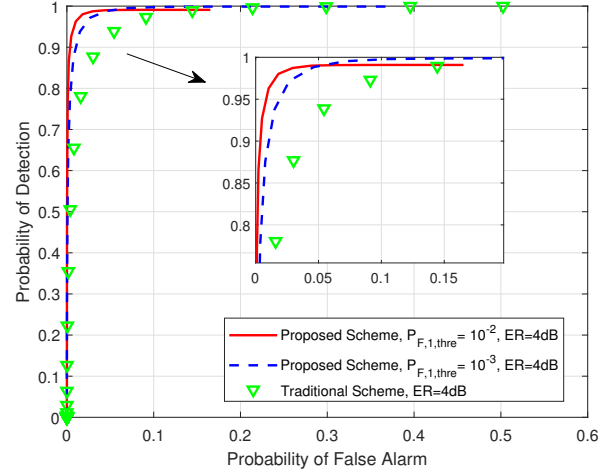 1
0.9
0.8
0.7
0.6
0.5
0.4
0.3
0.2
0.1
0
Probability of Detection
1
0.95
0.9
0.85
0.8
0 0.05 0.1 0.15
Proposed Scheme, P_{F,1,thre} = 10^{-2}, ER=4dB
Proposed Scheme, P_{F,1,thre} = 10^{-3}, ER=4dB
Traditional Scheme, ER=4dB
0 0.1 0.2 0.3 0.4 0.5 0.6
Probability of False Alarm